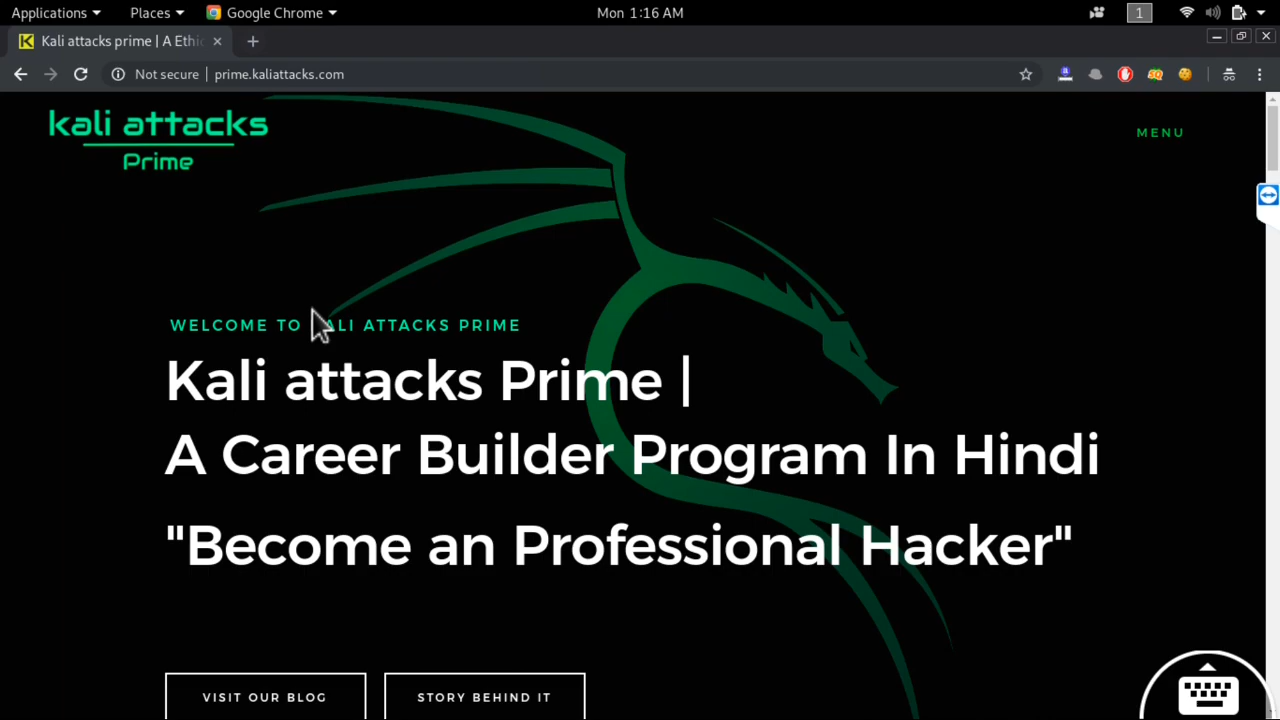 Applications Places Google Chrome Mon 1:16 AM 1
Kali attacks prime | A Ethic
Not secure prime.kaliattacks.com
kali attacks
Prime
MENU
WELCOME TO KALI ATTACKS PRIME
Kali attacks Prime |
A Career Builder Program In Hindi
"Become an Professional Hacker"
VISIT OUR BLOG STORY BEHIND IT